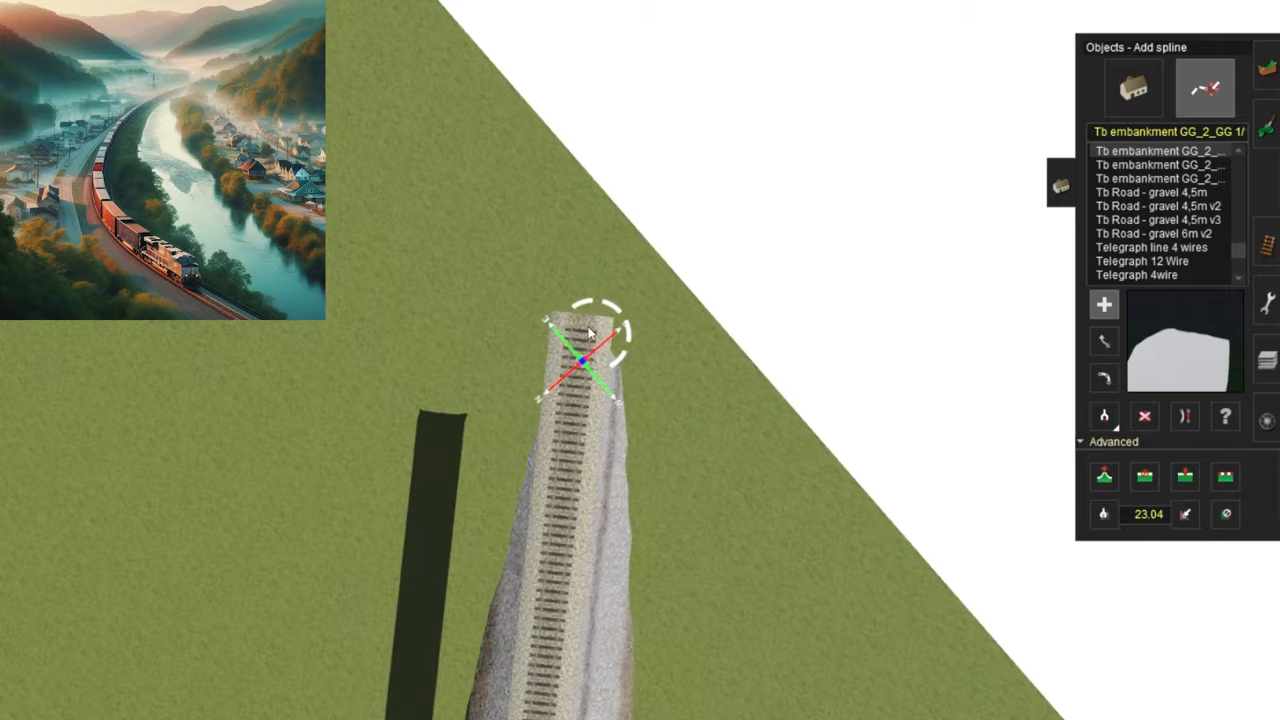 Objects - Add spline
Tb embankment GG_2_GG 1/
Tb embankment GG_2_...
Tb embankment GG_2_...
Tb embankment GG_2_...
Tb Road - gravel 4,5m
Tb Road - gravel 4,5m v2
Tb Road - gravel 4,5m v3
Tb Road - gravel 6m v2
Telegraph line 4 wires
Telegraph 12 Wire
Telegraph 4wire
?
Advanced
23.04